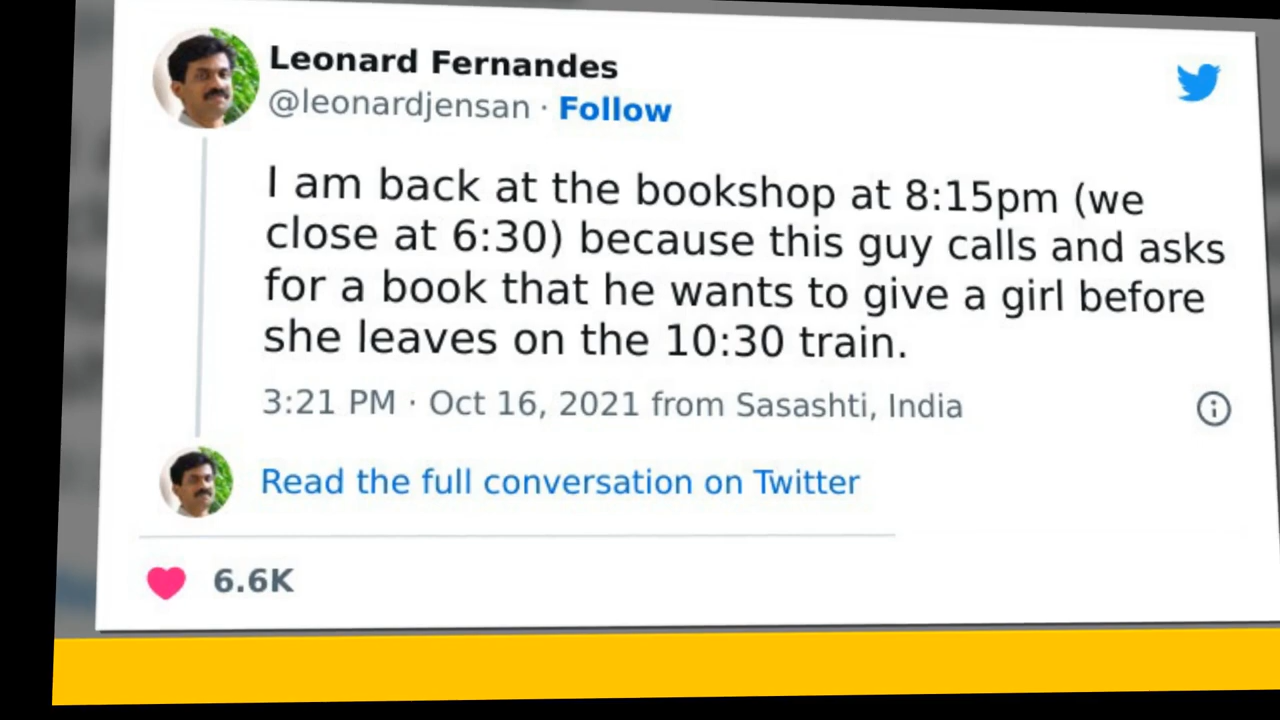 Leonard Fernandes
@leonardjensan · Follow
I am back at the bookshop at 8:15pm (we
close at 6:30) because this guy calls and asks
for a book that he wants to give a girl before
she leaves on the 10:30 train.
3:21 PM · Oct 16, 2021 from Sasashti, India
Read the full conversation on Twitter
6.6K